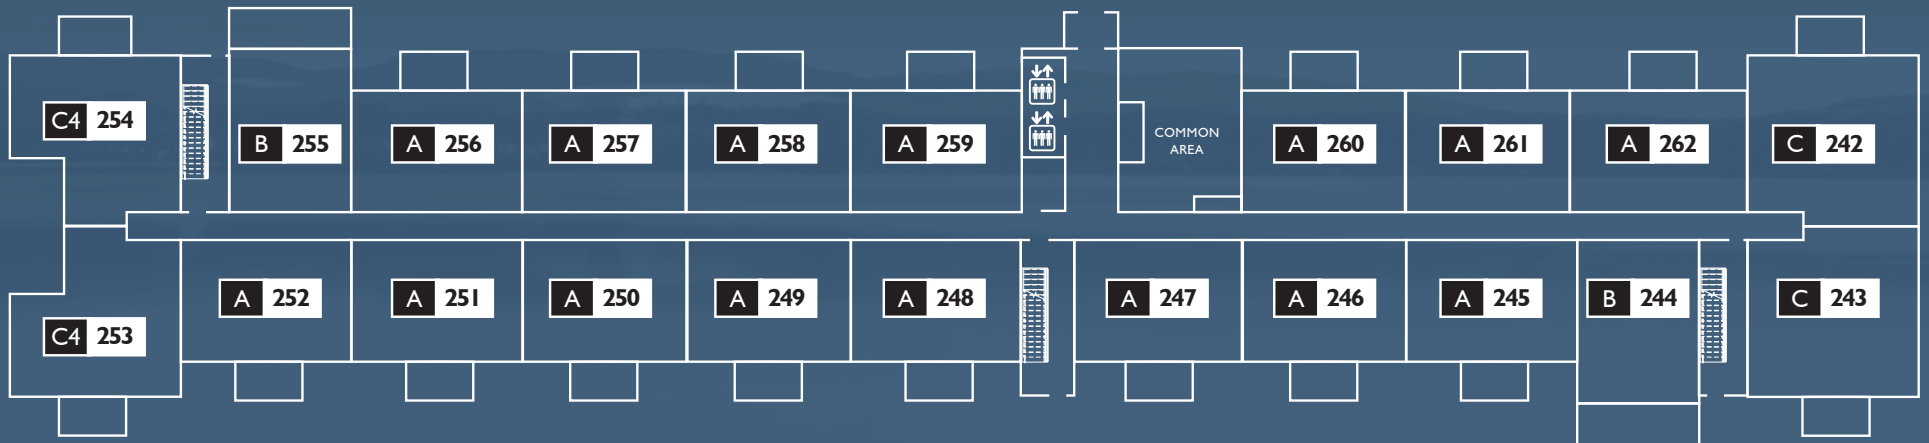 C4 254
B 255
A 256
A 257
A 258
A 259
COMMON
AREA
A 260
A 261
A 262
C 242
C4 253
A 252
A 251
A 250
A 249
A 248
A 247
A 246
A 245
B 244
C 243